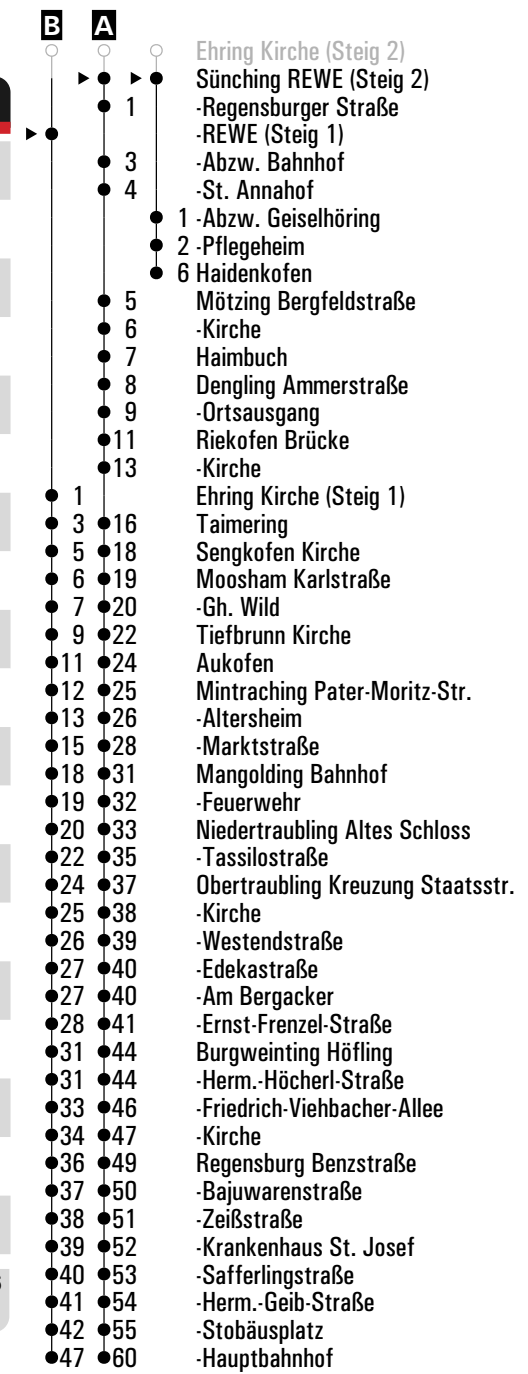 B A
Ehring Kirche (Steig 2)
Sünching REWE (Steig 2)
1 -Regensburger Straße
-REWE (Steig 1)
3 -Abzw. Bahnhof
4 -St. Annahof
1 -Abzw. Geiselhöring
2 -Pflegeheim
6 Haidenkofen
5 Mötzing Bergfeldstraße
6 -Kirche
7 Haimbuch
8 Dengling Ammerstraße
9 -Ortsausgang
11 Riekofen Brücke
13 -Kirche
1 Ehring Kirche (Steig 1)
3 16 Taimering
5 18 Sengkofen Kirche
6 19 Moosham Karlstraße
7 20 -Gh. Wild
9 22 Tiefbrunn Kirche
11 24 Aukofen
12 25 Mintraching Pater-Moritz-Str.
13 26 -Altersheim
15 28 -Marktstraße
18 31 Mangolding Bahnhof
19 32 -Feuerwehr
20 33 Niedertraubling Altes Schloss
22 35 -Tassilostraße
24 37 Obertraubling Kreuzung Staatsstr.
25 38 -Kirche
26 39 -Westendstraße
27 40 -Edekastraße
27 40 -Am Bergacker
28 41 -Ernst-Frenzel-Straße
31 44 Burgweinting Höfling
31 44 -Herm.-Höcherl-Straße
33 46 -Friedrich-Viehbacher-Allee
34 47 -Kirche
36 49 Regensburg Benzstraße
37 50 -Bajuwarenstraße
38 51 -Zeißstraße
39 52 -Krankenhaus St. Josef
40 53 -Safferlingstraße
41 54 -Herm.-Geib-Straße
42 55 -Stobäusplatz
47 60 -Hauptbahnhof